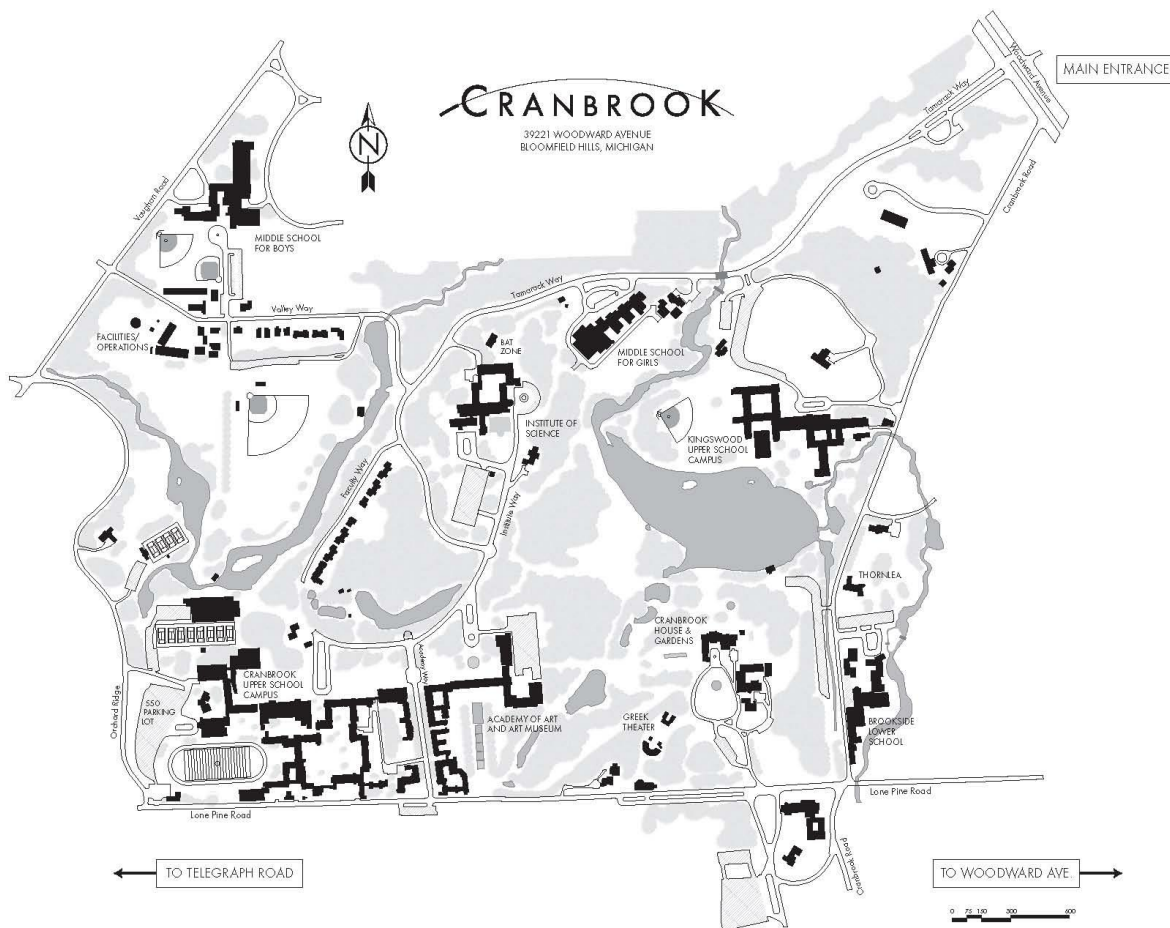 CRANBROOK
39221 WOODWARD AVENUE
BLOOMFIELD HILLS, MICHIGAN
N
MAIN ENTRANCE
Woodward Avenue
Tamarack Way
Cranbrook Road
Vaughan Road
MIDDLE SCHOOL
FOR BOYS
Valley Way
FACILITIES/
OPERATIONS
Tamarack Way
BAT
ZONE
MIDDLE SCHOOL
FOR GIRLS
INSTITUTE OF
SCIENCE
KINGSWOOD
UPPER SCHOOL
CAMPUS
Faculty Way
Institute Way
THORNLEA
CRANBROOK
HOUSE &
GARDENS
Academy Way
CRANBROOK
UPPER SCHOOL
CAMPUS
Orchard Ridge
550
PARKING
LOT
ACADEMY OF ART
AND ART MUSEUM
GREEK
THEATER
BROOKSIDE
LOWER
SCHOOL
Lone Pine Road
Lone Pine Road
Cranbrook Road
TO TELEGRAPH ROAD
TO WOODWARD AVE.
0 75 150 300 600